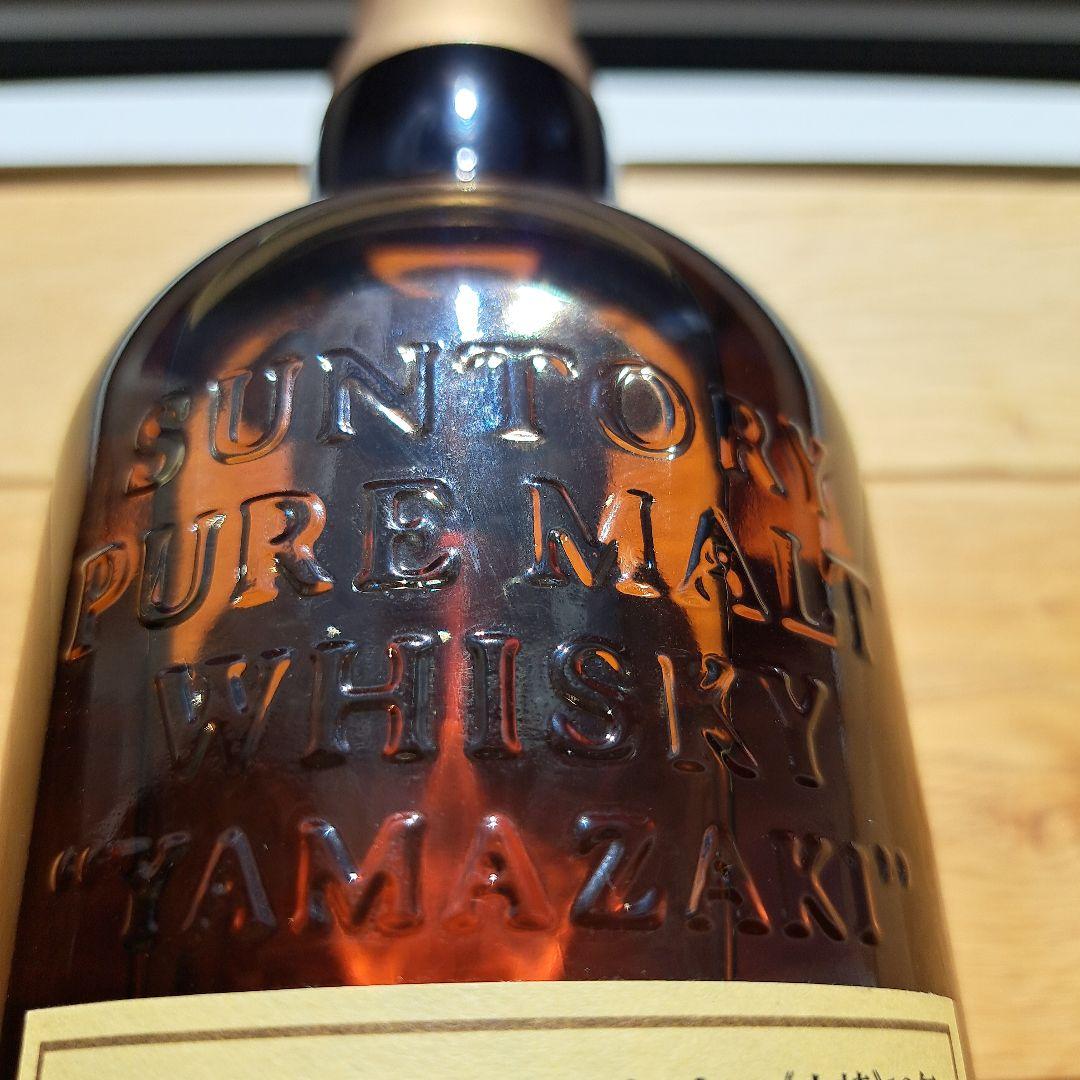 SUNTORY
PURE MALT
WHISKY
"YAMAZAKI"